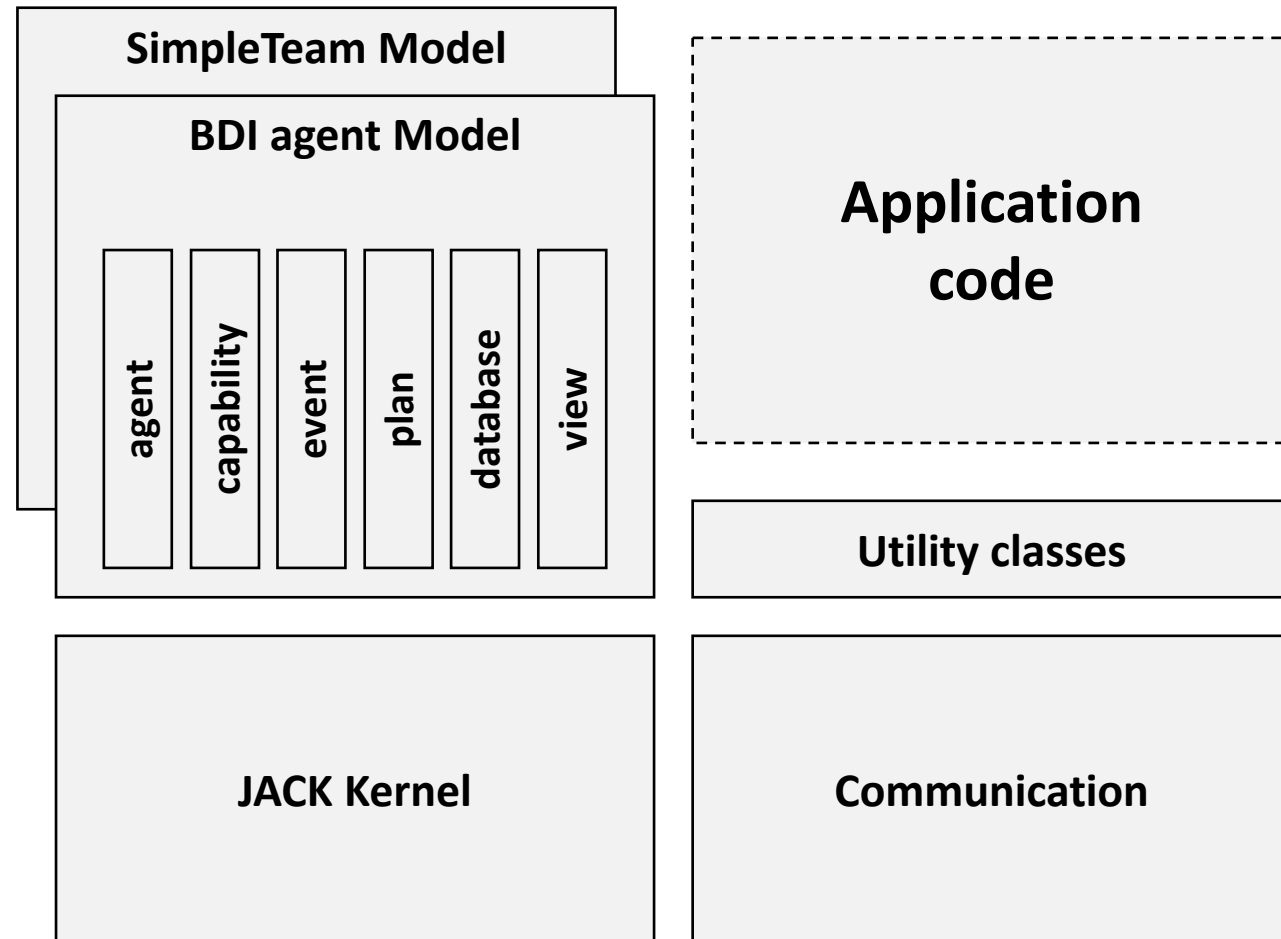 SimpleTeam Model
BDI agent Model
agent
capability
event
plan
database
view
Application
code
Utility classes
JACK Kernel
Communication